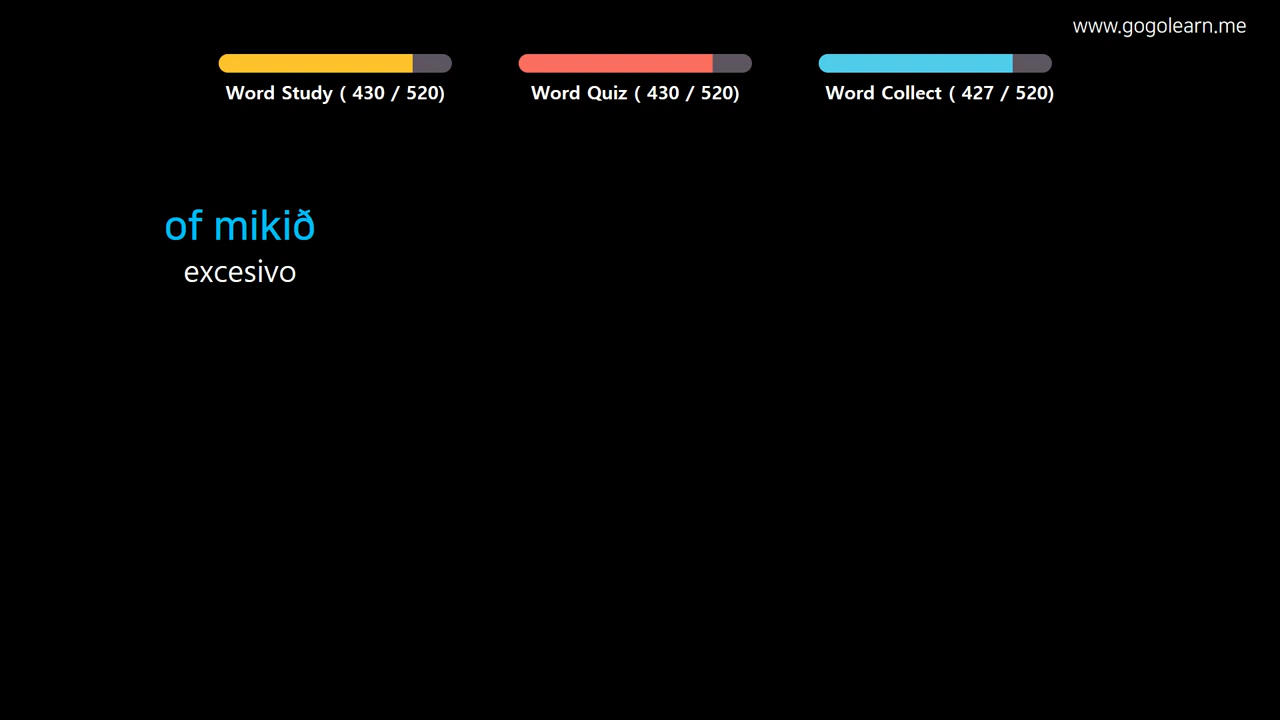 www.gogolearn.me
Word Study ( 430 / 520)
Word Quiz ( 430 / 520)
Word Collect ( 427 / 520)
of mikið
excesivo